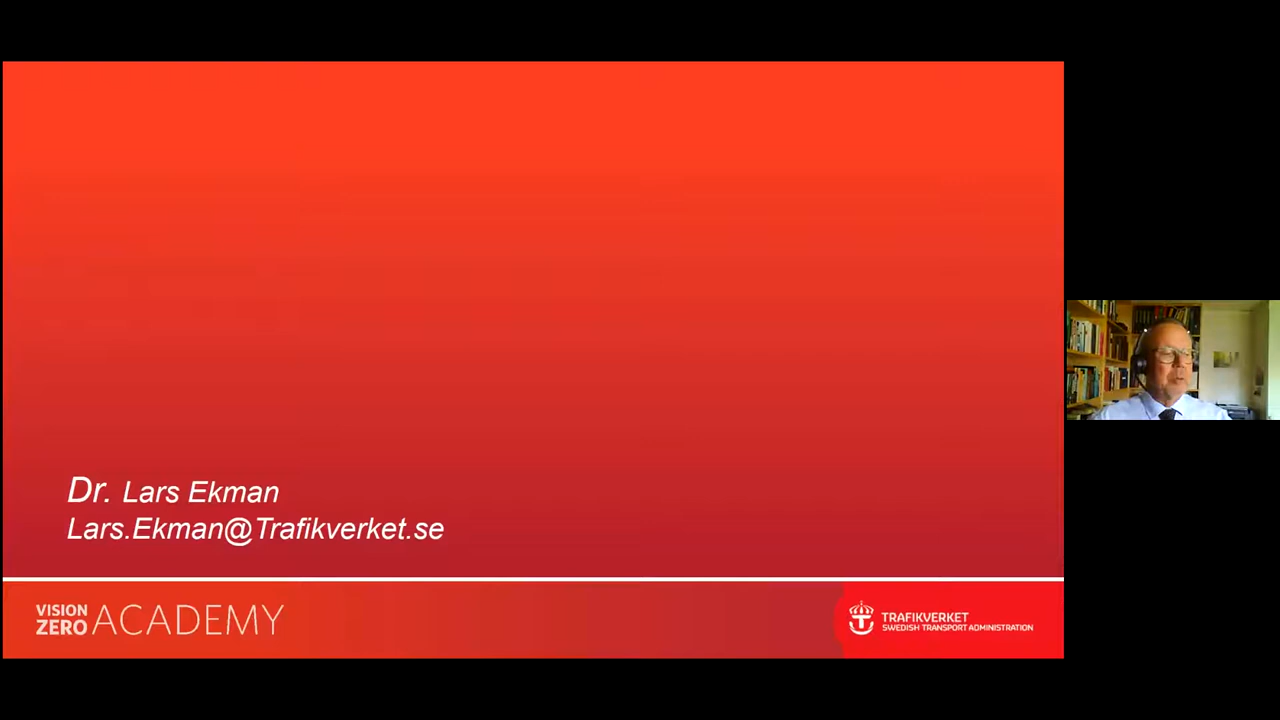 Dr. Lars Ekman
Lars.Ekman@Trafikverket.se
VISION
ZERO ACADEMY
TRAFIKVERKET
SWEDISH TRANSPORT ADMINISTRATION